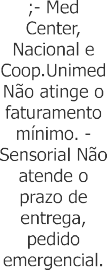 ;- Med
Center,
Nacional e
Coop.Unimed
Não atinge o
faturamento
mínimo. -
Sensorial Não
atende o
prazo de
entrega,
pedido
emergencial.